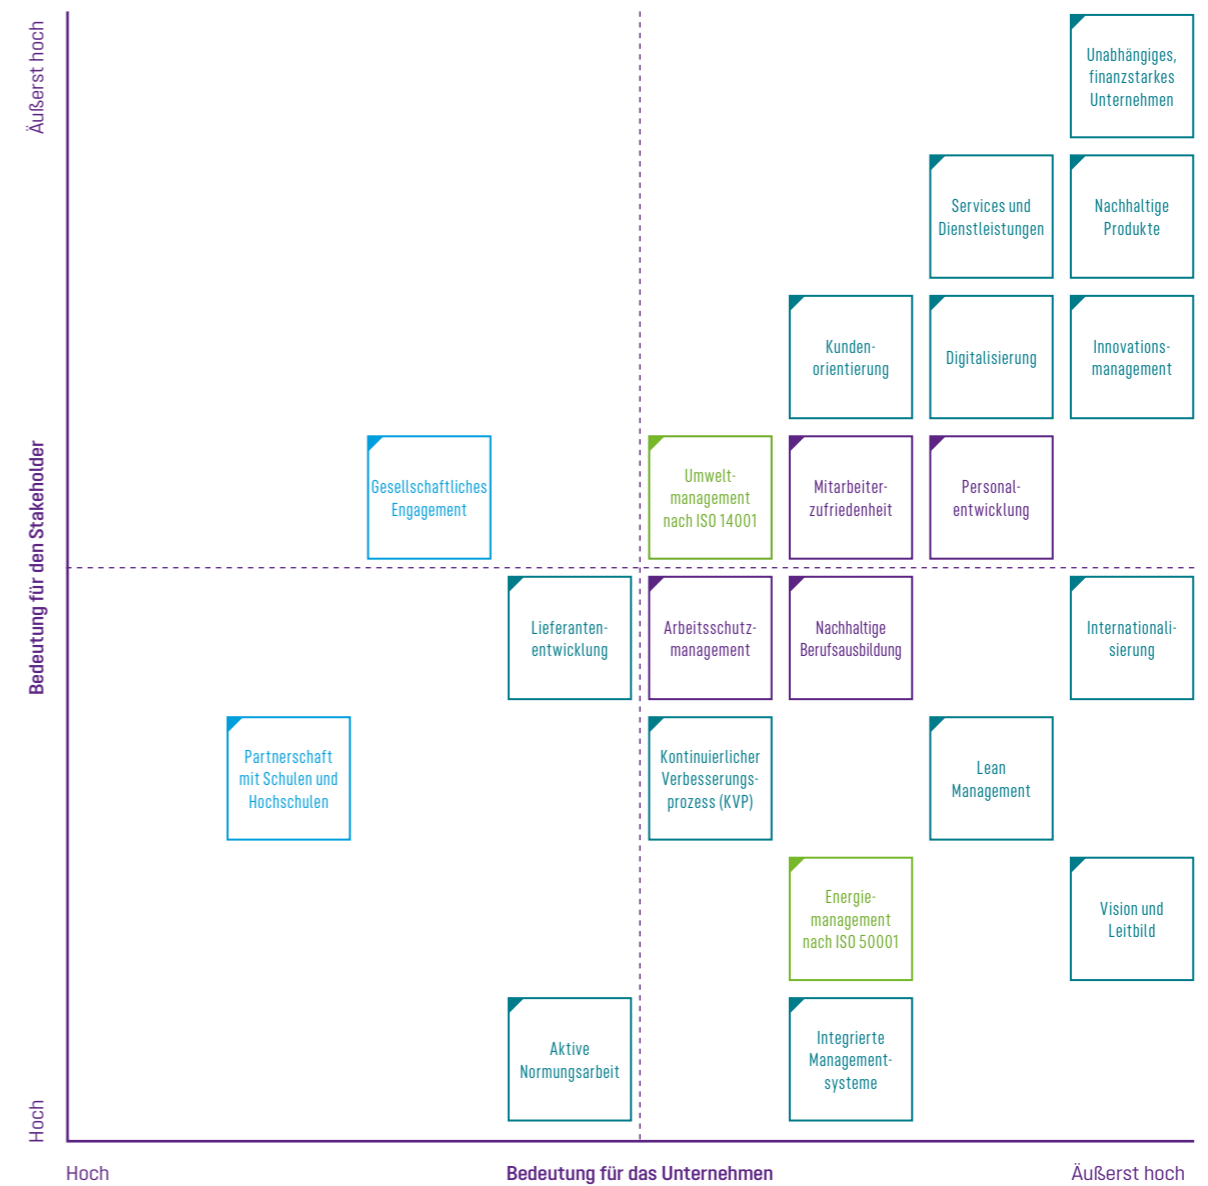 Äußerst hoch
Bedeutung für den Stakeholder
Hoch
Unabhängiges,
finanzstarkes
Unternehmen
Services und
Dienstleistungen
Nachhaltige
Produkte
Kunden-
orientierung
Digitalisierung
Innovations-
management
Gesellschaftliches
Engagement
Umwelt-
management
nach ISO 14001
Mitarbeiter-
zufriedenheit
Personal-
entwicklung
Lieferanten-
entwicklung
Arbeitsschutz-
management
Nachhaltige
Berufsausbildung
Internationali-
sierung
Partnerschaft
mit Schulen und
Hochschulen
Kontinuierlicher
Verbesserungs-
prozess (KVP)
Lean
Management
Energie-
management
nach ISO 50001
Vision und
Leitbild
Aktive
Normungsarbeit
Integrierte
Management-
systeme
Hoch
Bedeutung für das Unternehmen
Äußerst hoch